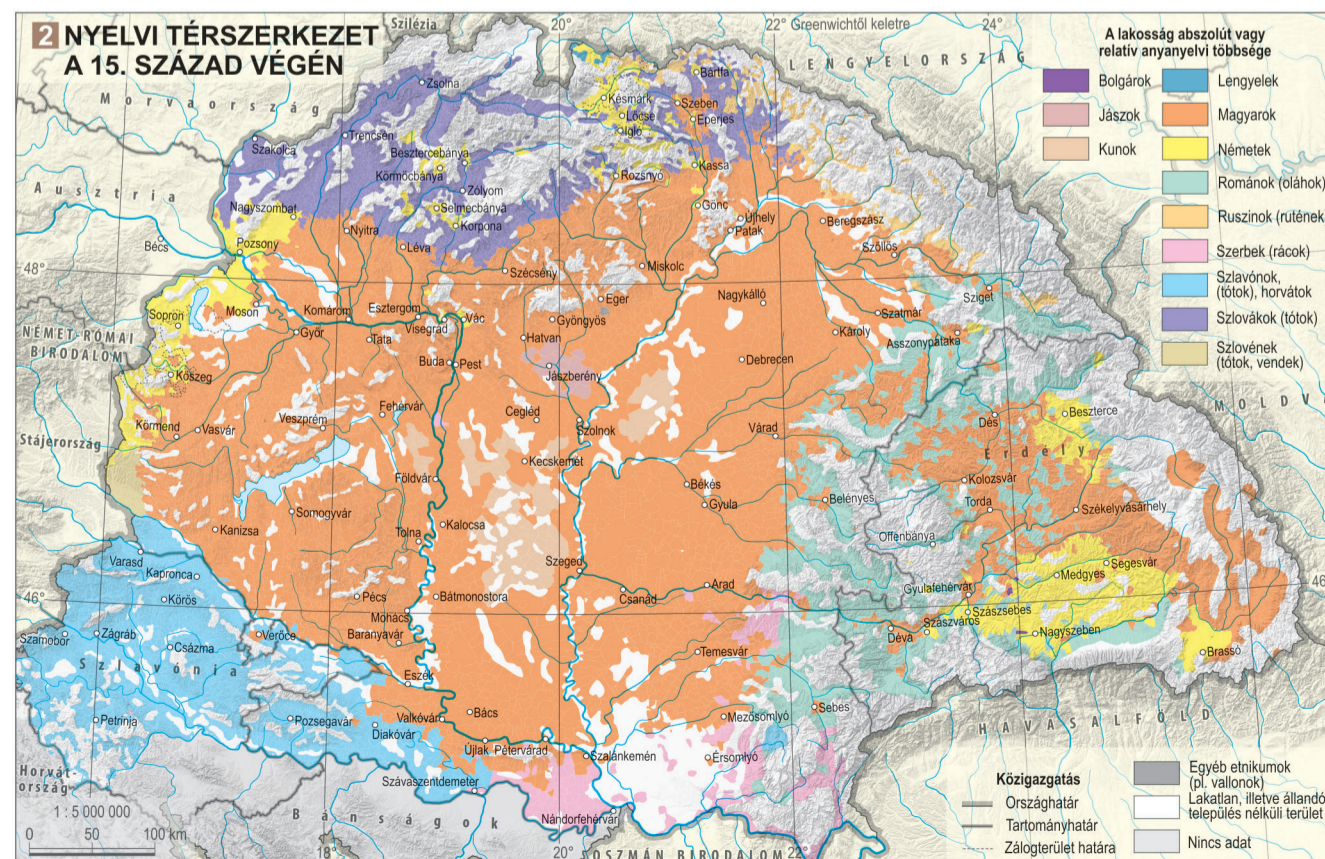 2 NYELVI TÉRSZERKEZET
A 15. SZÁZAD VÉGÉN
Szilézia
20°
22° Greenwichtől keletre
24°
LENGYELORSZÁG
Morvaország
Ausztria
Bécs
48°
NÉMET-RÓMAI
BIRODALOM
Stájerország
Horvát-
ország
Szlavónia
Bánságok
OSZMÁN BIRODALOM
HAVASALFÖLD
MOLDV
Erdély
46°
46
18°
20°
22°
A lakosság abszolút vagy
relatív anyanyelvi többsége
Bolgárok
Jászok
Kunok
Lengyelek
Magyarok
Németek
Románok (oláhok)
Ruszinok (rutének
Szerbek (rácok)
Szlavónok,
(tótok), horvátok
Szlovákok (tótok)
Szlovének
(tótok, vendek)
Zsolna
Trencsén
Szakolca
Besztercebánya
Körmöcbánya
Zólyom
Selmecbánya
Korpona
Nagyszombat
Nyitra
Léva
Pozsony
Késmárk
Lőcse
Igló
Szeben
Bártfa
Eperjes
Kassa
Rozsnyó
Gönc
Újhely
Patak
Beregszász
Szőllős
Sziget
Szécsény
Miskolc
Eger
Gyöngyös
Hatvan
Nagykálló
Szatmár
Károly
Asszonypataka
Debrecen
Moson
Sopron
Komárom
Esztergom
Visegrád
Vác
Győr
Tata
Buda
Pest
Jászberény
Kőszeg
Körmend
Vasvár
Veszprém
Fehérvár
Cegléd
Szolnok
Kecskemét
Várad
Dés
Beszterce
Kolozsvár
Torda
Székelyvásárhely
Földvár
Békés
Gyula
Belényes
Offenbánya
Kanizsa
Somogyvár
Tolna
Kalocsa
Szeged
Arad
Csanád
Gyulafehérvár
Medgyes
Segesvár
Szászsebes
Szászváros
Déva
Nagyszeben
Brassó
Varasd
Kapronca
Körös
Pécs
Mohács
Bátmonostora
Baranyavár
Szamobor
Zágráb
Csázma
Verőce
Eszék
Temesvár
Petrinja
Pozsegavár
Valkóvár
Diakóvár
Bács
Mezősomlyó
Sebes
Újlak
Pétervárad
Szalánkemén
Érsomlyó
Szávaszentdemeter
Nándorfehérvár
1 : 5 000 000
0 50 100 km
Közigazgatás
Országhatár
Tartományhatár
Zálogterület határa
Egyéb etnikumok
(pl. vallonok)
Lakatlan, illetve állandó
település nélküli terület
Nincs adat